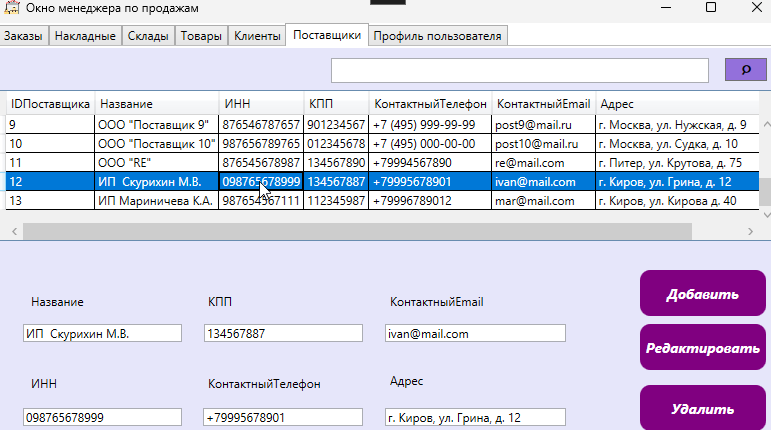 Окно менеджера по продажам
Заказы Накладные Склады Товары Клиенты Поставщики Профиль пользователя
IDПоставщика Название ИНН КПП КонтактныйТелефон КонтактныйEmail Адрес
9 ООО "Поставщик 9" 876546787657 901234567 +7 (495) 999-99-99 post9@mail.ru г. Москва, ул. Нужская, д. 9
10 ООО "Поставщик 10" 987656789765 012345678 +7 (495) 000-00-00 post10@mail.ru г. Москва, ул. Судка, д. 10
11 ООО "RE" 876545678987 134567890 +79994567890 re@mail.com г. Питер, ул. Крутова, д. 75
12 ИП Скурихин М.В. 098765678999 134567887 +79995678901 ivan@mail.com г. Киров, ул. Грина, д. 12
13 ИП Мариничева К.А. 987654567111 112345987 +79996789012 mar@mail.com г. Киров, ул. Кирова д. 40
Название КПП КонтактныйEmail
Добавить
ИП Скурихин М.В. 134567887 ivan@mail.com
Редактировать
ИНН КонтактныйТелефон Адрес
Удалить
098765678999 +79995678901 г. Киров, ул. Грина, д. 12